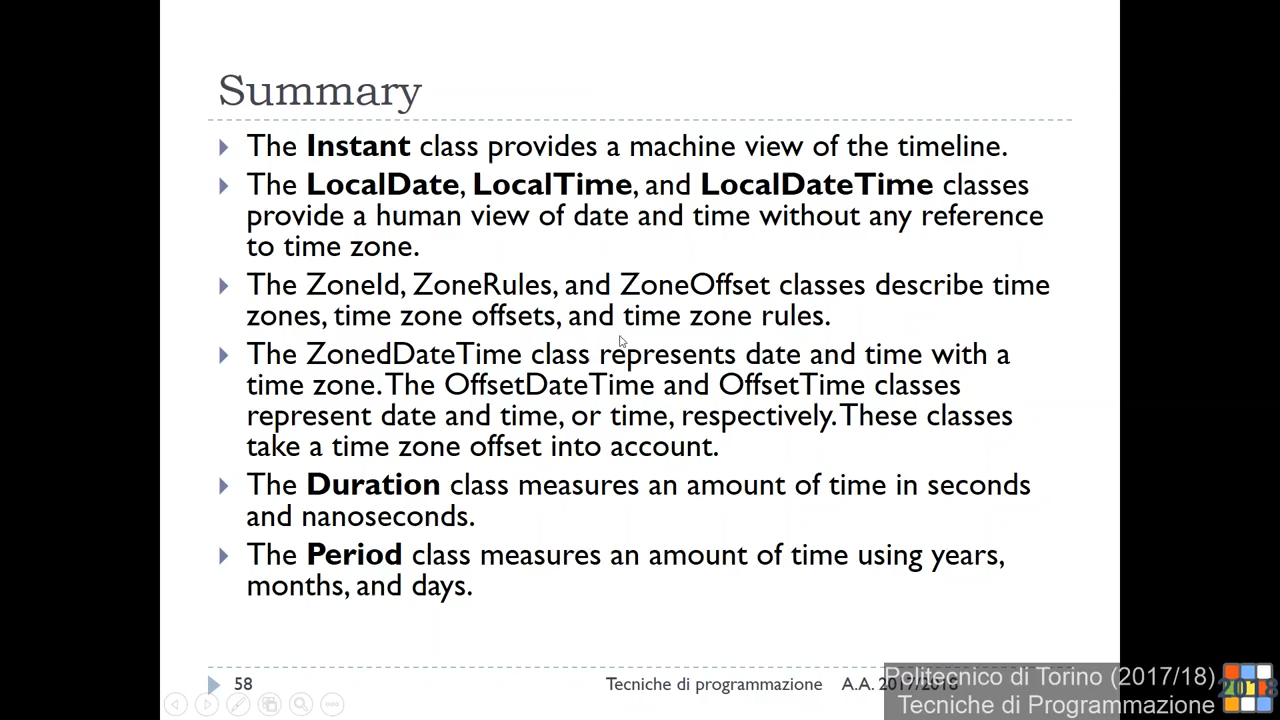 Summary
The Instant class provides a machine view of the timeline.
The LocalDate, LocalTime, and LocalDateTime classes
provide a human view of date and time without any reference
to time zone.
The ZoneId, ZoneRules, and ZoneOffset classes describe time
zones, time zone offsets, and time zone rules.
The ZonedDateTime class represents date and time with a
time zone. The OffsetDateTime and OffsetTime classes
represent date and time, or time, respectively. These classes
take a time zone offset into account.
The Duration class measures an amount of time in seconds
and nanoseconds.
The Period class measures an amount of time using years,
months, and days.
58 Tecniche di programmazione A.A. 2017/2018
Politecnico di Torino (2017/18)
Tecniche di Programmazione
2018